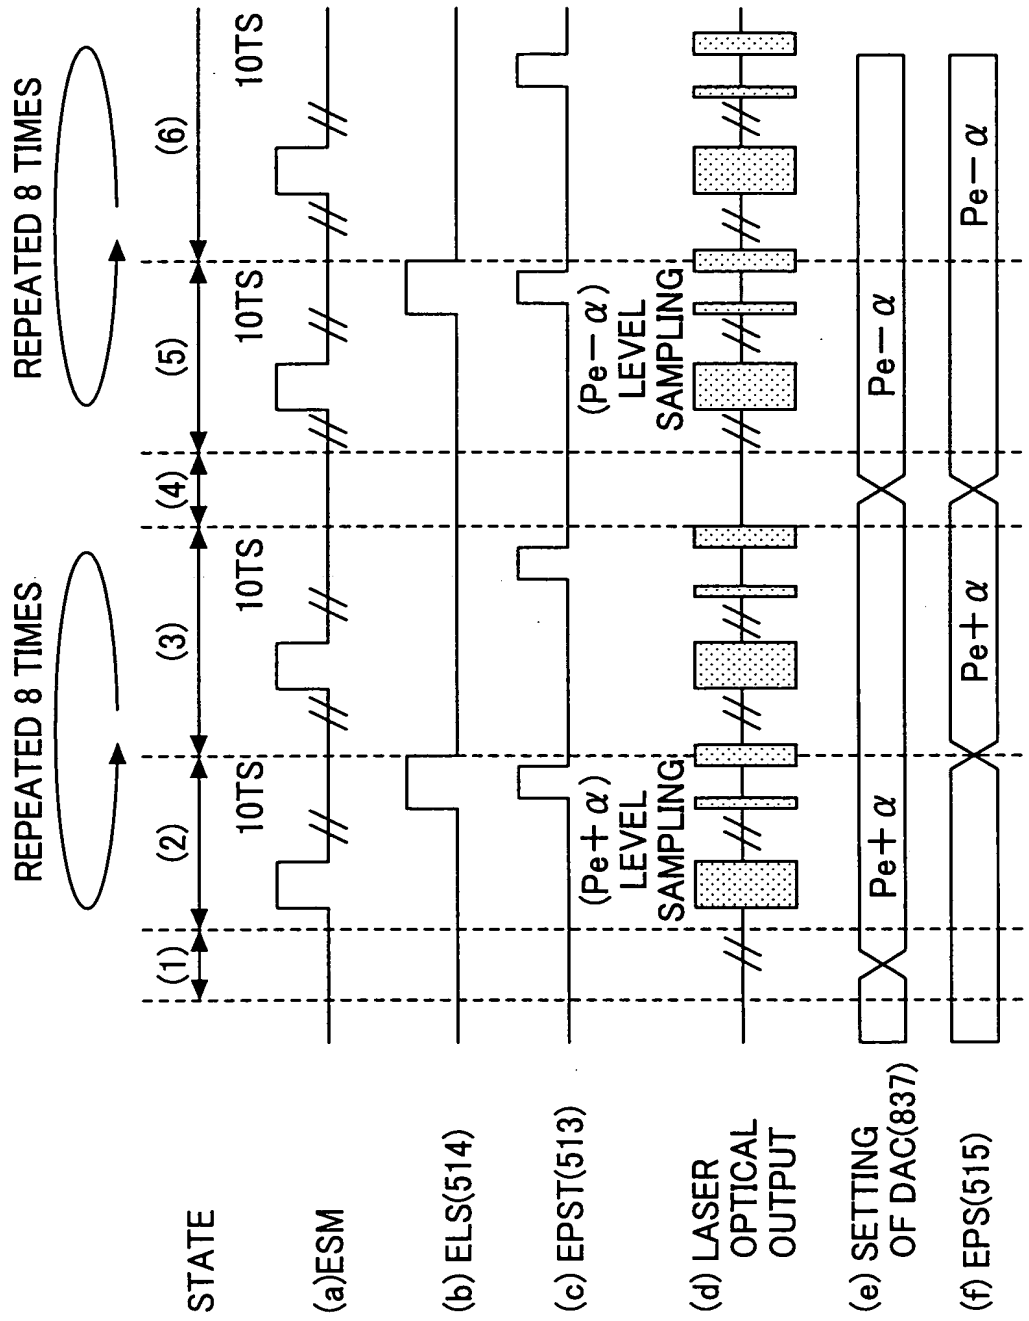 REPEATED 8 TIMES
REPEATED 8 TIMES
STATE
(1)
(2)
(3)
(4)
(5)
(6)
(a)ESM
10TS
10TS
10TS
10TS
(b) ELS(514)
(c) EPST(513)
(Pe+α)
LEVEL
SAMPLING
(Pe−α)
LEVEL
SAMPLING
(d) LASER
OPTICAL
OUTPUT
(e) SETTING
OF DAC(837)
Pe+α
Pe−α
(f) EPS(515)
Pe+α
Pe−α